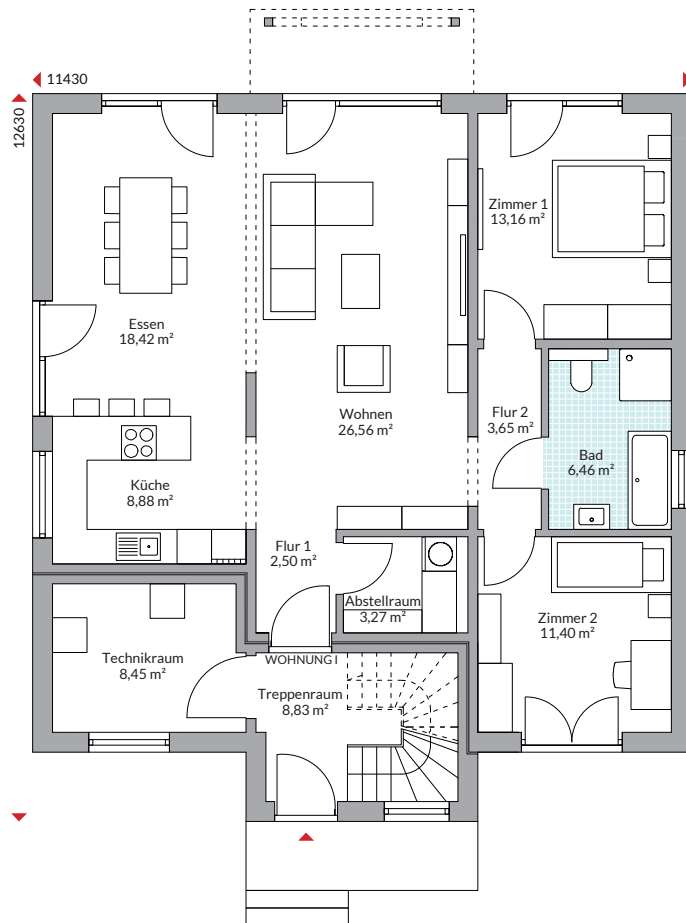 11430
12630
Zimmer 1
13,16 m²
Essen
18,42 m²
Wohnen
26,56 m²
Flur 2
3,65 m²
Bad
6,46 m²
Küche
8,88 m²
Flur 1
2,50 m²
Abstellraum
3,27 m²
Zimmer 2
11,40 m²
Technikraum
8,45 m²
WOHNUNG I
Treppenraum
8,83 m²